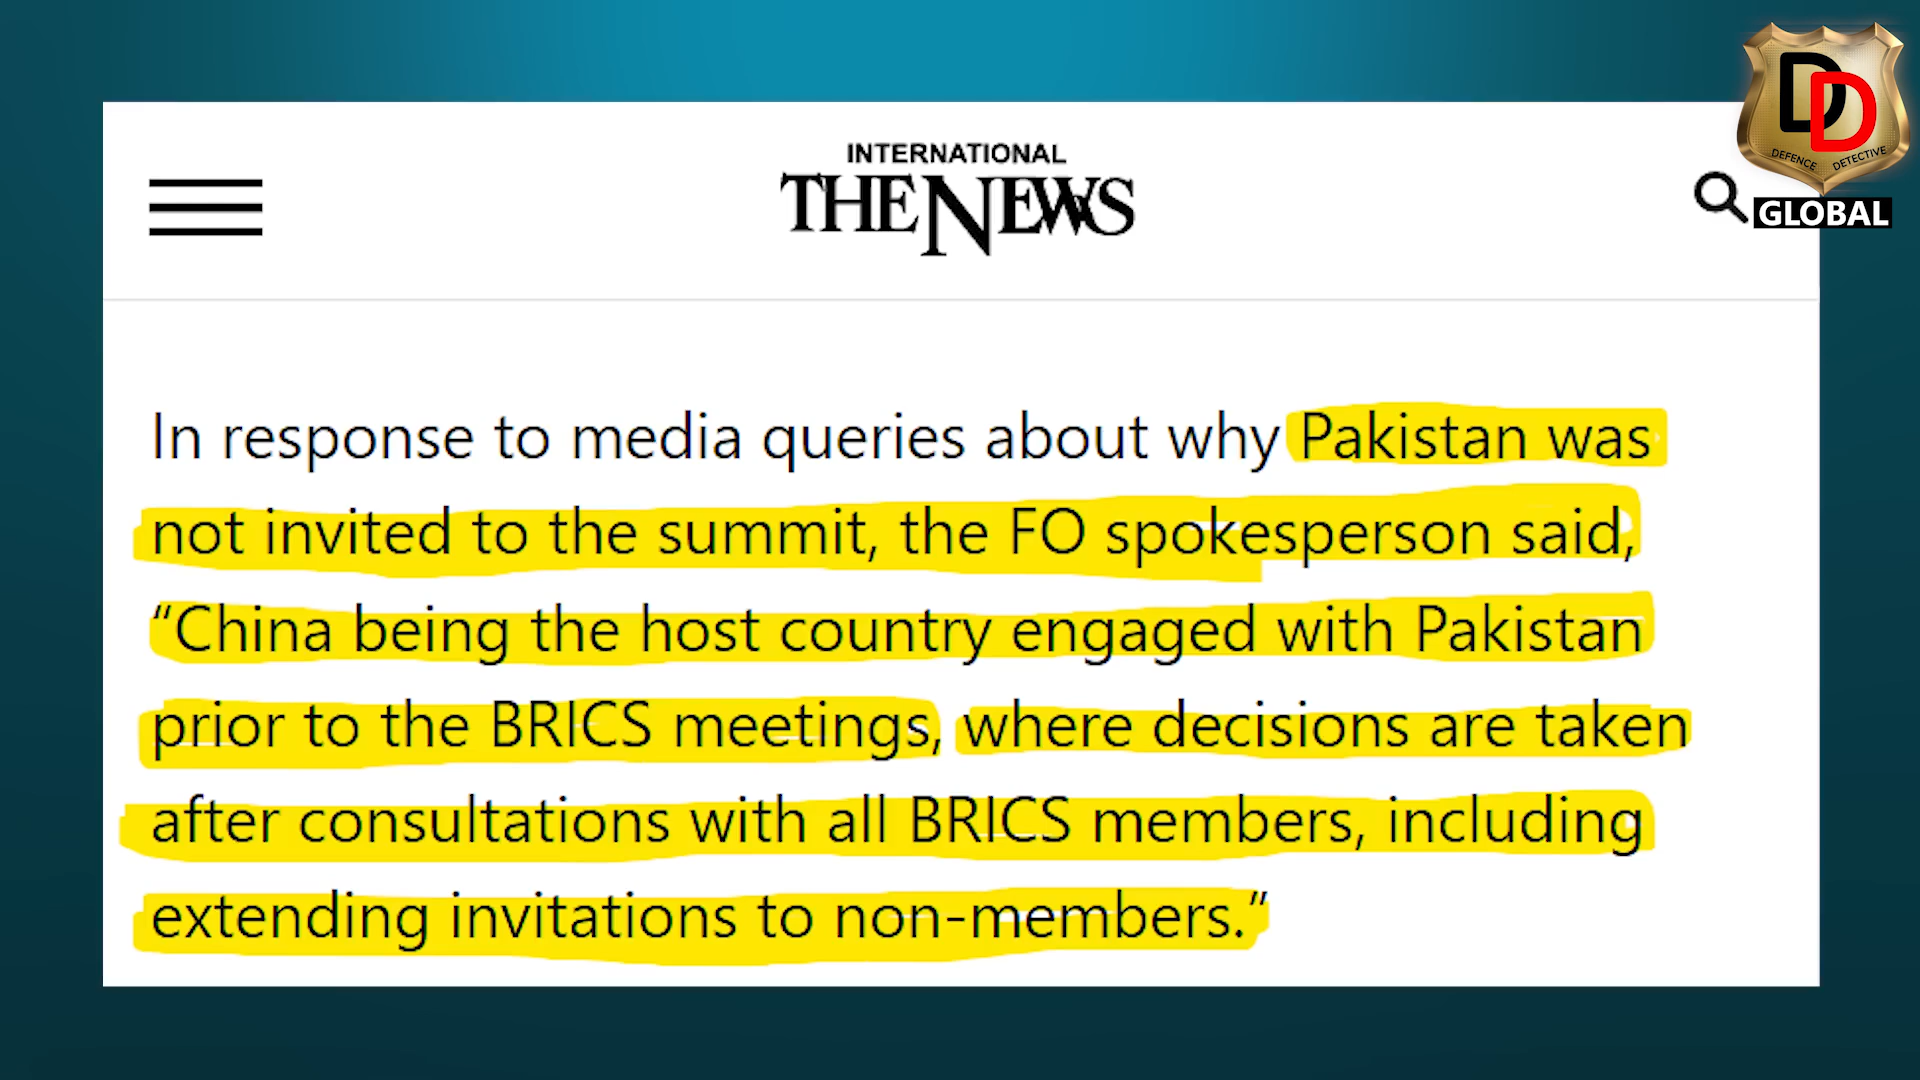 DD
DEFENCE DETECTIVE
GLOBAL
INTERNATIONAL
THE NEWS
In response to media queries about why Pakistan was
not invited to the summit, the FO spokesperson said,
“China being the host country engaged with Pakistan
prior to the BRICS meetings, where decisions are taken
after consultations with all BRICS members, including
extending invitations to non-members.”